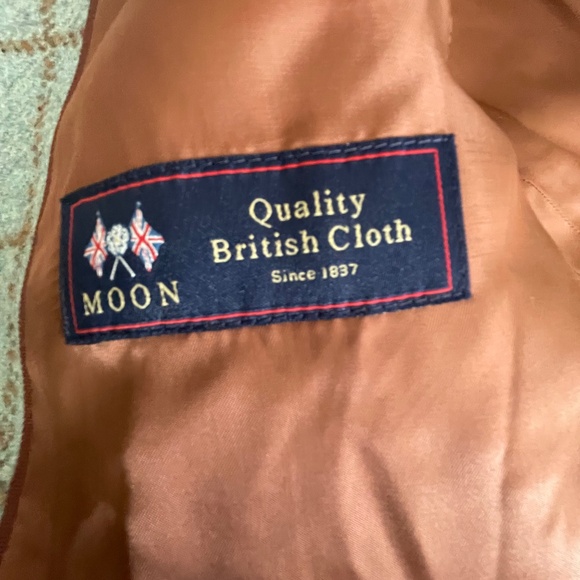 Quality
British Cloth
Since 1837
MOON